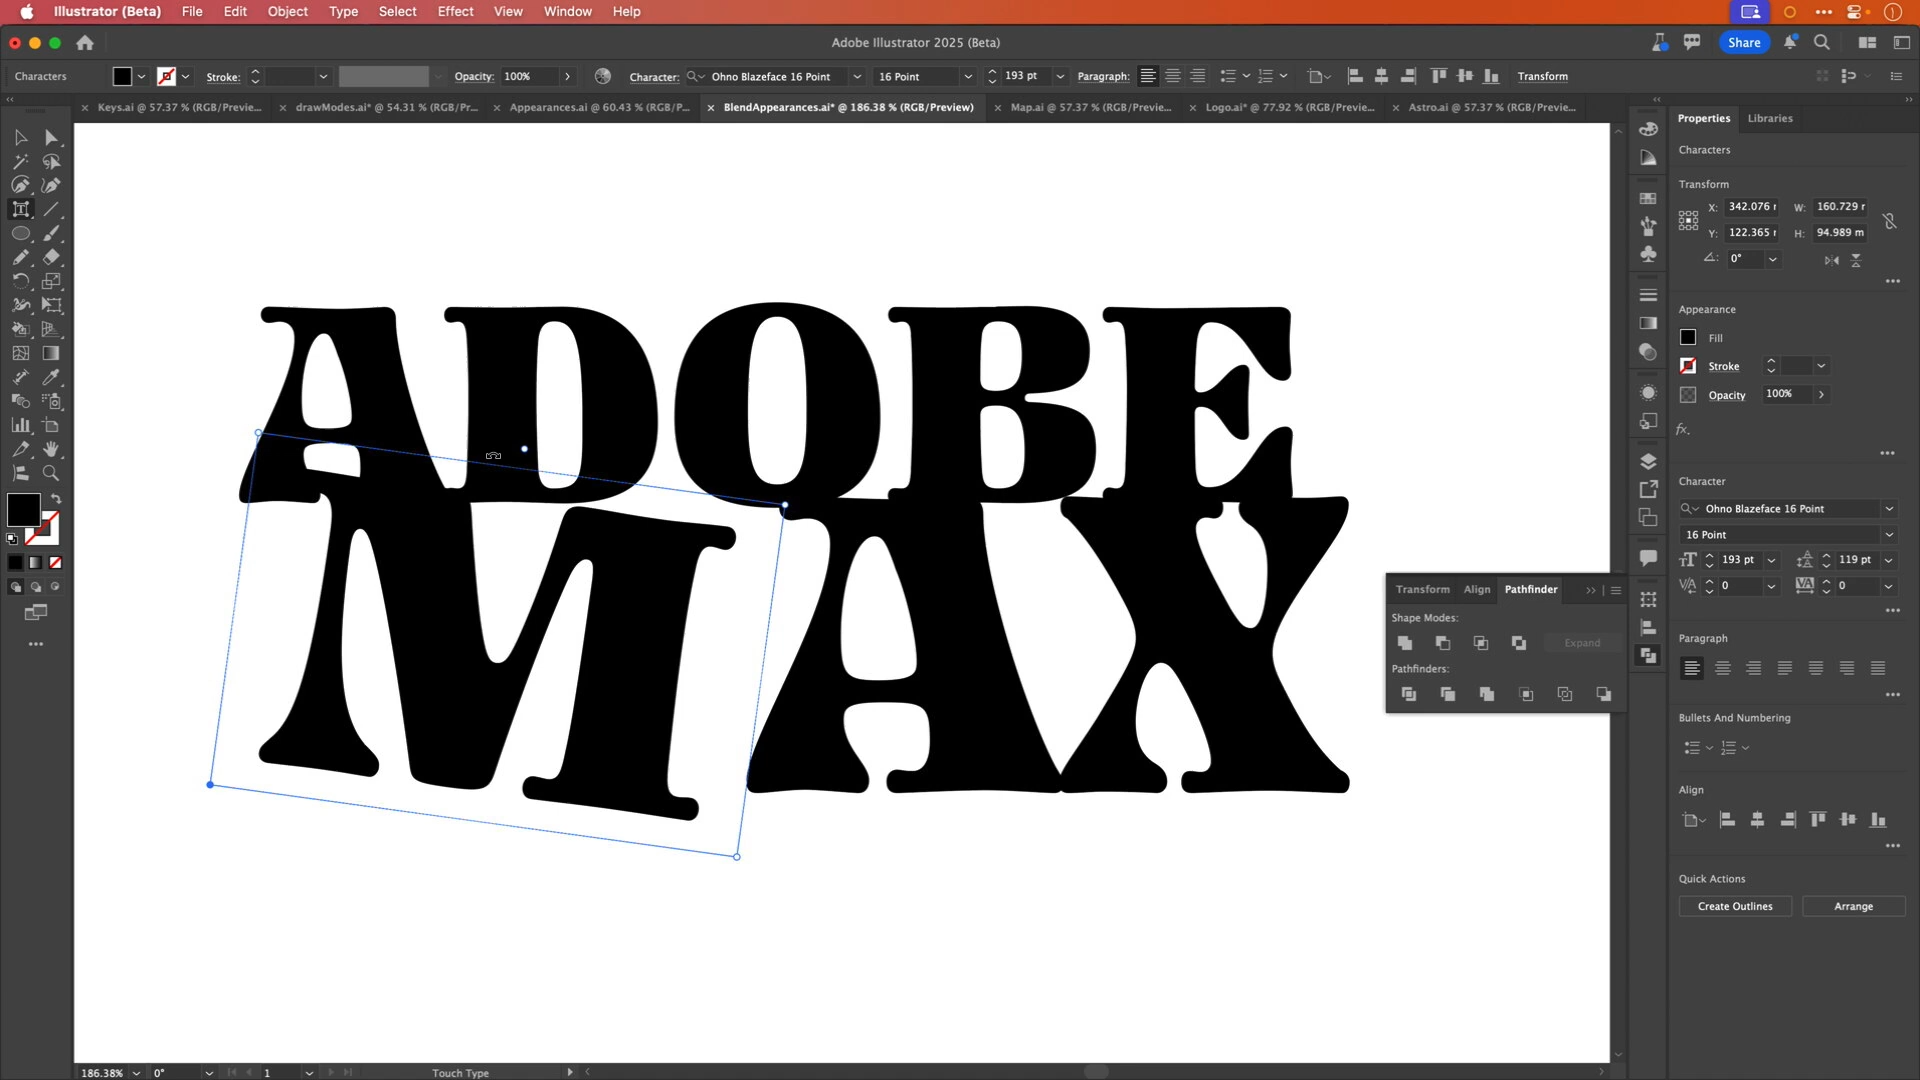 Illustrator (Beta) File Edit Object Type Select Effect View Window Help
Adobe Illustrator 2025 (Beta)
Share
Characters Stroke: Opacity: 100% Character: Ohno Blazeface 16 Point 16 Point 193 pt Paragraph: Transform
Keys.ai @ 57.37 % (RGB/Previe... drawModes.ai* @ 54.31 % (RGB/Pr... Appearances.ai @ 60.43 % (RGB/P... BlendAppearances.ai* @ 186.38 % (RGB/Preview) Map.ai @ 57.37 % (RGB/Previe... Logo.ai* @ 77.92 % (RGB/Previe... Astro.ai @ 57.37 % (RGB/Previe...
ADOBE
MAX
Transform Align Pathfinder
Shape Modes:
Expand
Pathfinders:
Properties Libraries
Characters
Transform
X: 342.076 W: 160.729
Y: 122.365 H: 94.989 m
0°
Appearance
Fill
Stroke
Opacity 100%
fx.
Character
Ohno Blazeface 16 Point
16 Point
193 pt 119 pt
0 0
Paragraph
Bullets And Numbering
Align
Quick Actions
Create Outlines Arrange
186.38% 0° 1 Touch Type